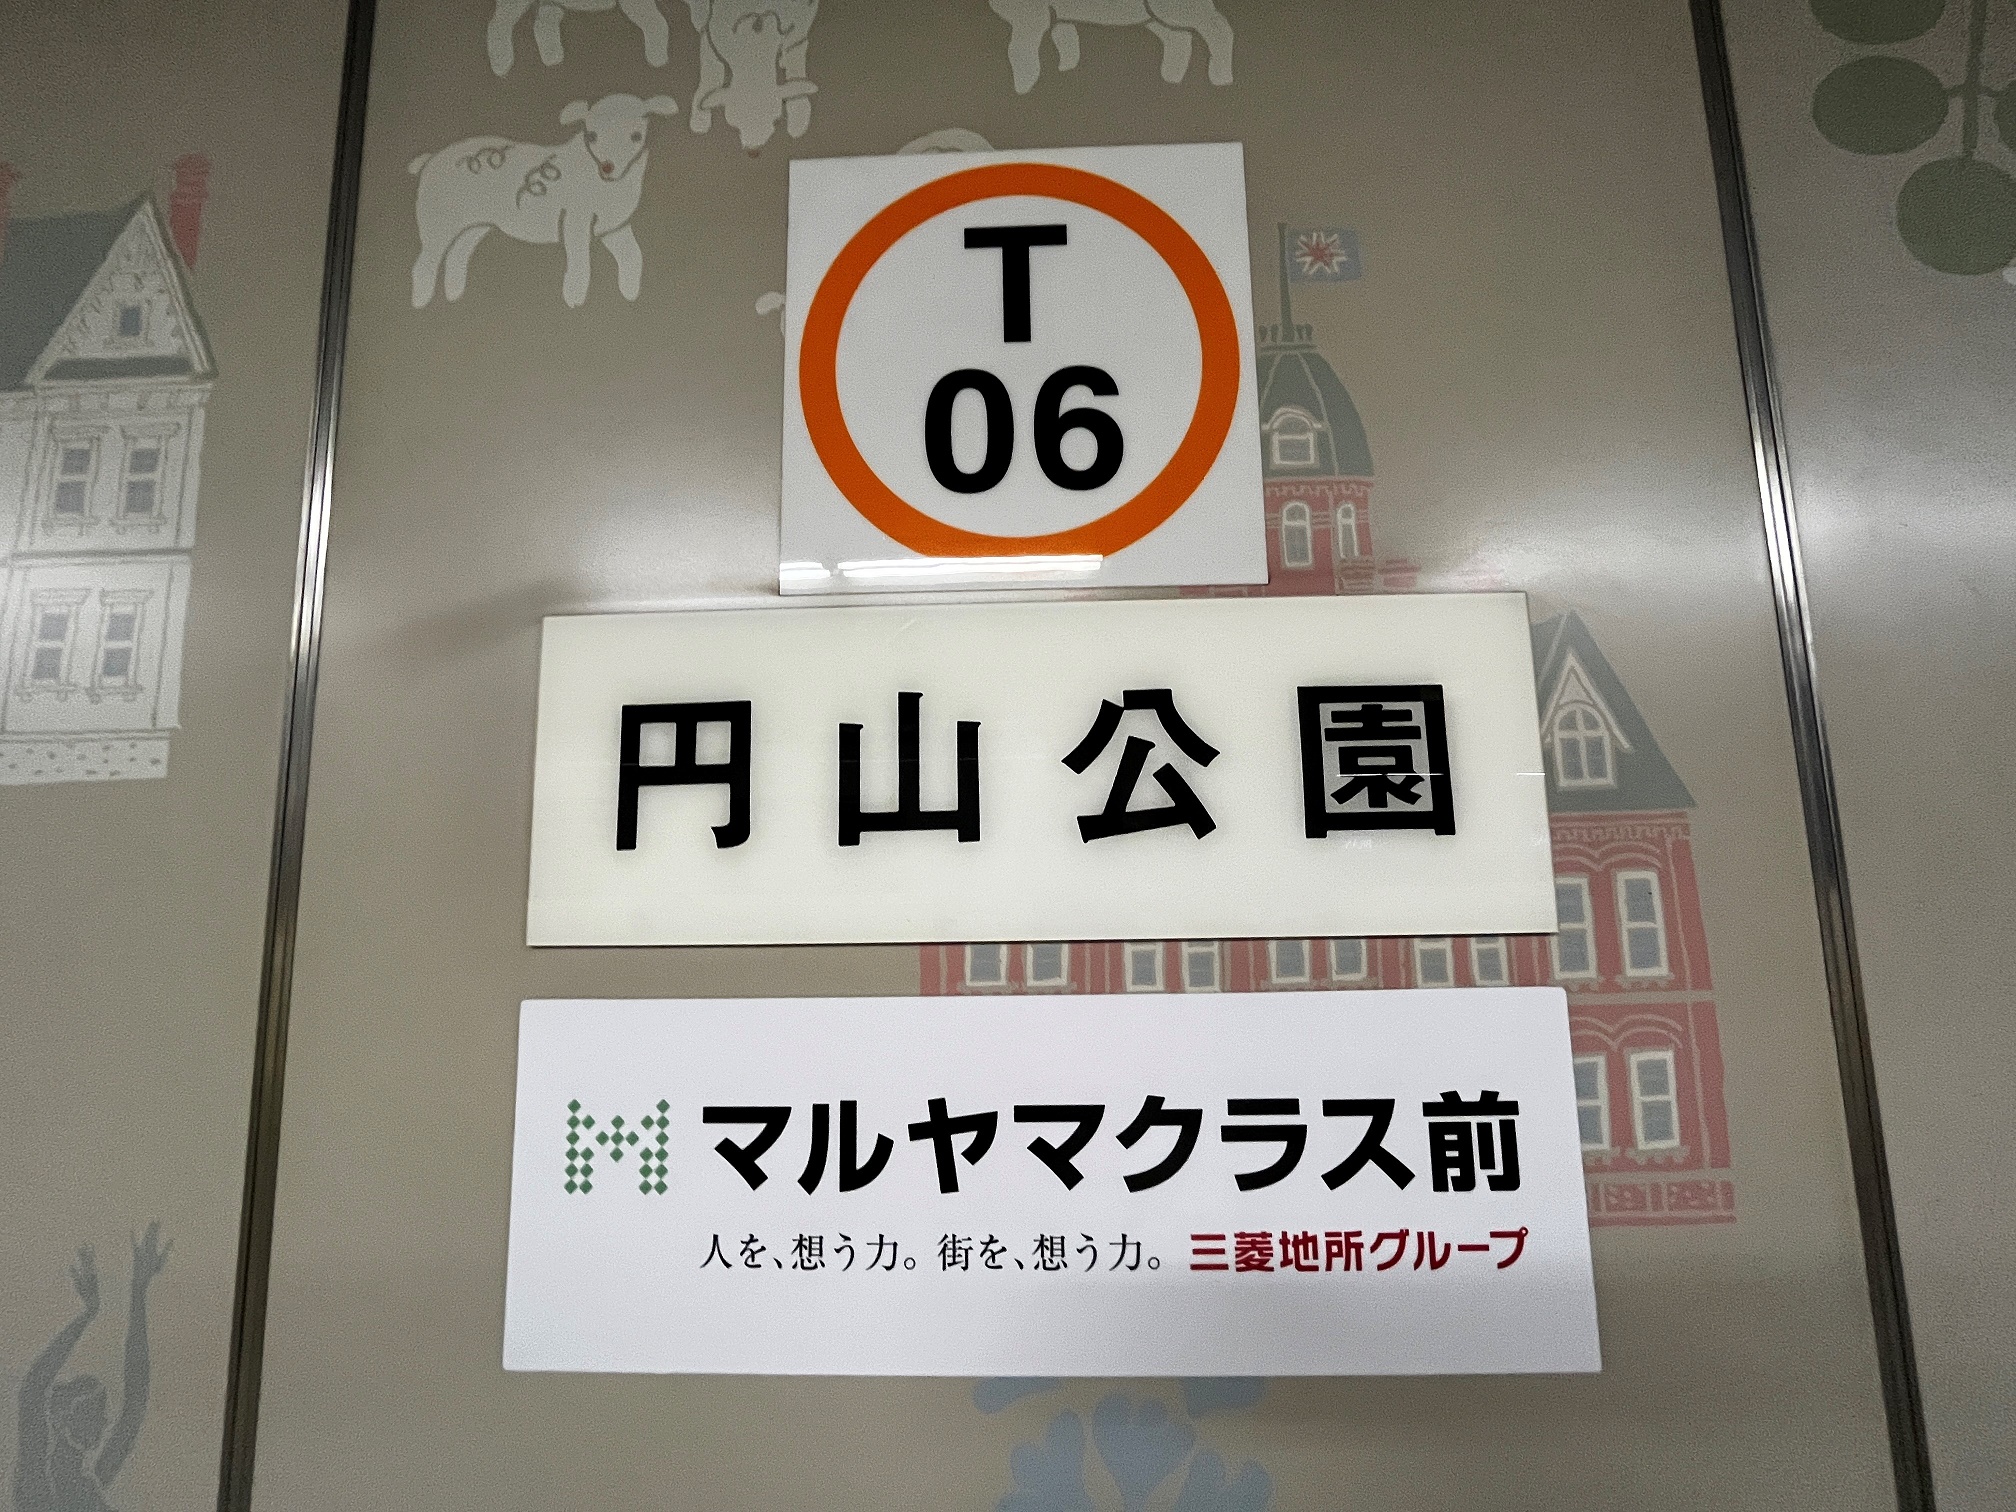 T
06
円山公園
マルヤマクラス前
人を、想う力。街を、想う力。三菱地所グループ